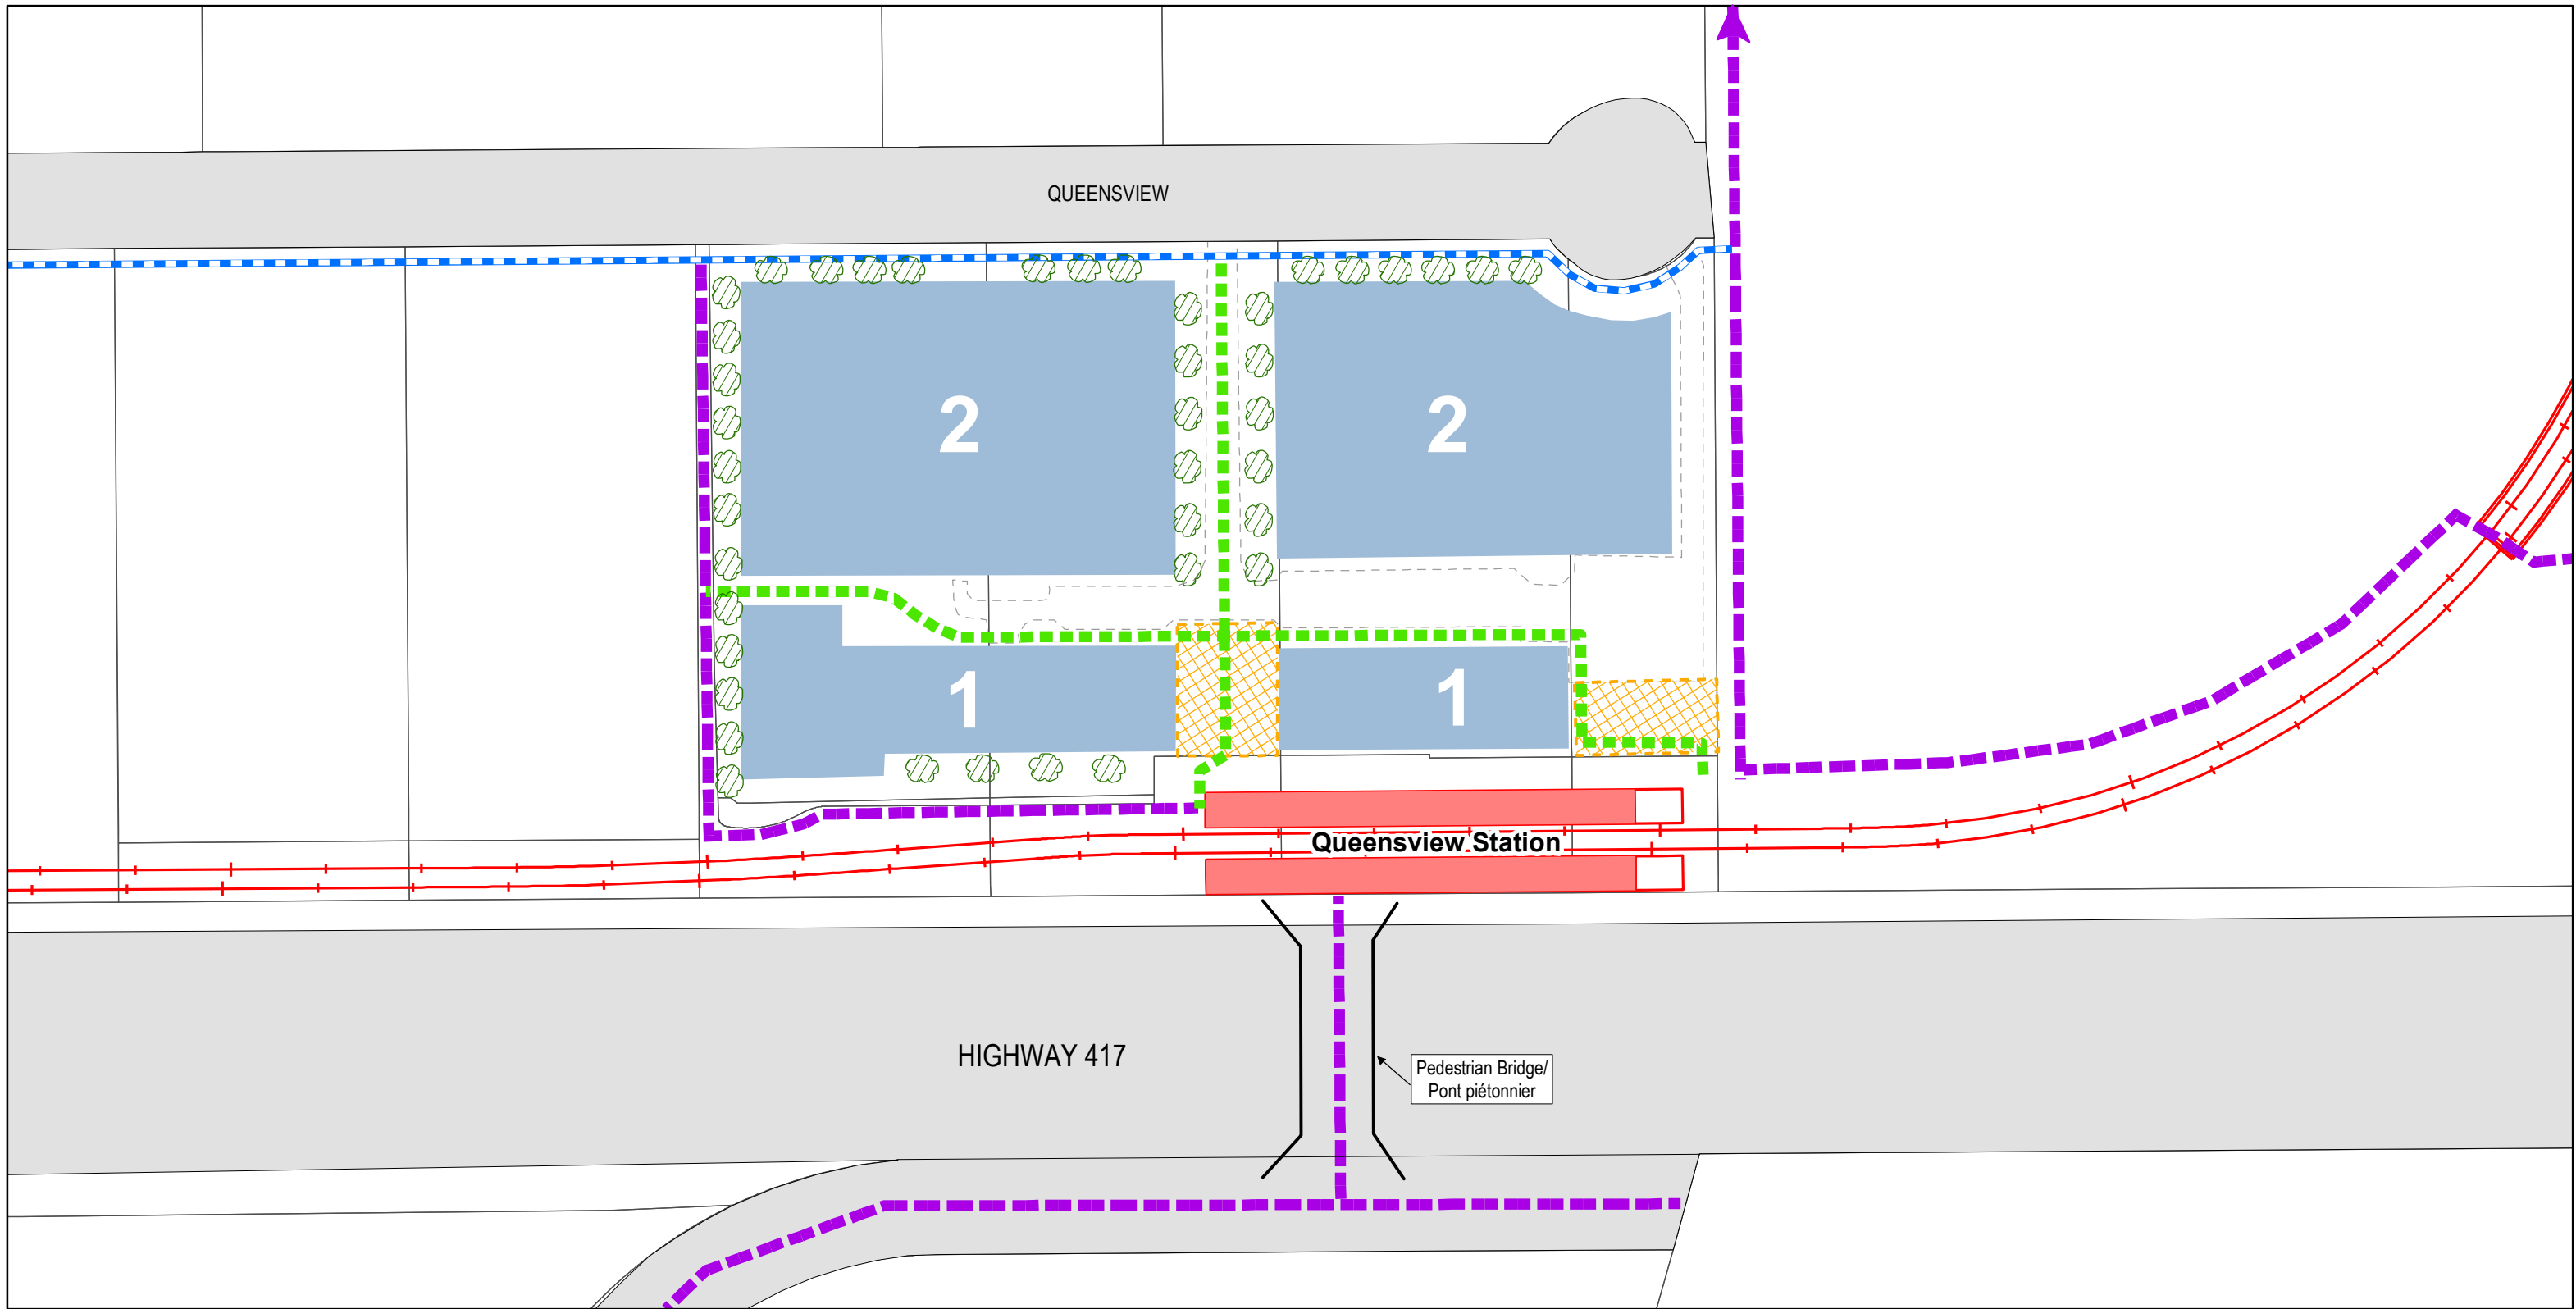 QUEENSVIEW
2
2
1
1
Queensview Station
HIGHWAY 417
Pedestrian Bridge/
Pont piétonnier